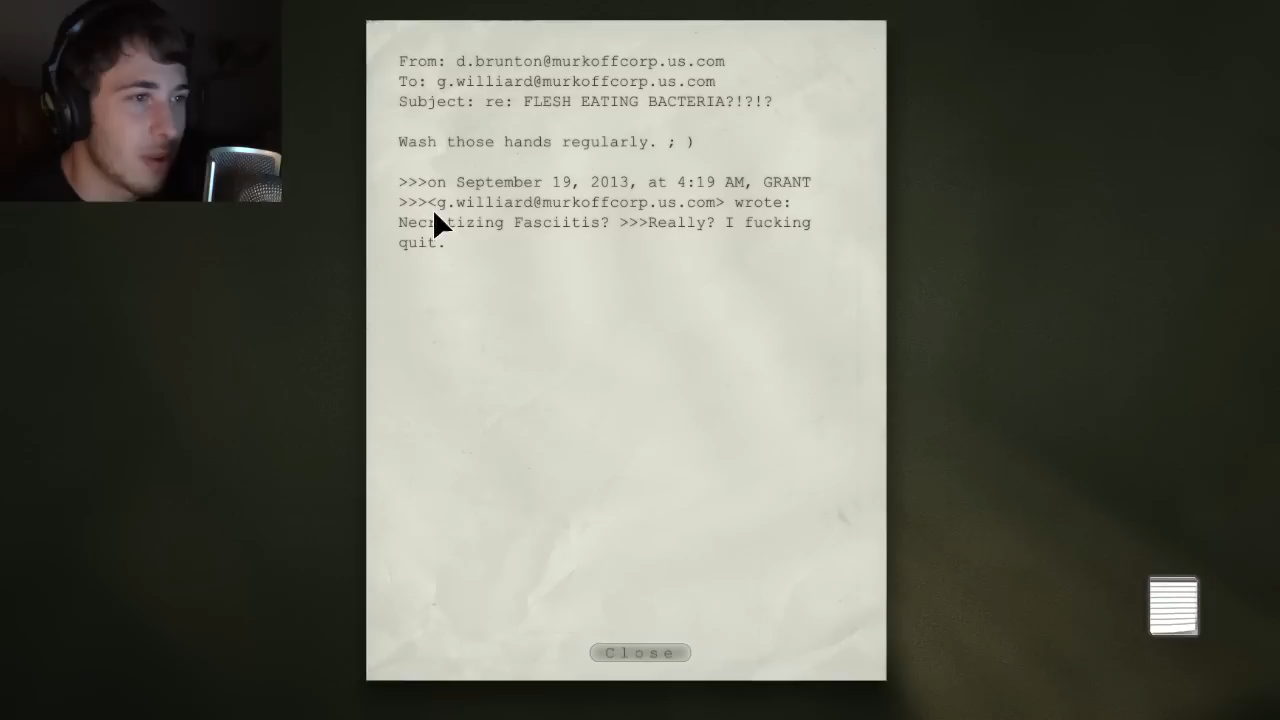 From: d.brunton@murkoffcorp.us.com
To: g.williard@murkoffcorp.us.com
Subject: re: FLESH EATING BACTERIA?!?!?
Wash those hands regularly. ; )
>>>on September 19, 2013, at 4:19 AM, GRANT
>>><g.williard@murkoffcorp.us.com> wrote:
Necrotizing Fasciitis? >>>Really? I fucking
quit.
Close